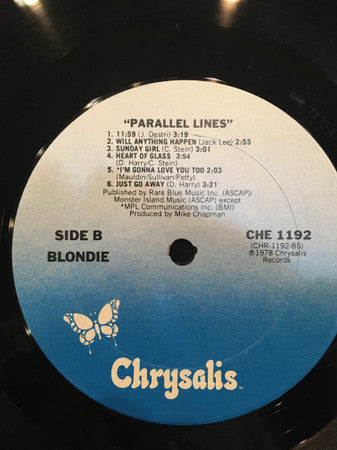 "PARALLEL LINES"
1. 11:59 (J. Destri) 3:19
2. WILL ANYTHING HAPPEN (Jack Lee) 2:55
3. SUNDAY GIRL (C. Stein) 3:01
4. HEART OF GLASS 3:54
(D. Harry/C. Stein)
5. *I'M GONNA LOVE YOU TOO 2:03
(Mauldin/Sullivan/Petty)
6. JUST GO AWAY (D. Harry) 3:21
Published by Rare Blue Music Inc. (ASCAP)/
Monster Island Music (ASCAP) except
*MPL Communications Inc. (BMI)
Produced by Mike Chapman
SIDE B
BLONDIE
CHE 1192
(CHR-1192-BS)
℗1978 Chrysalis
Records
Chrysalis